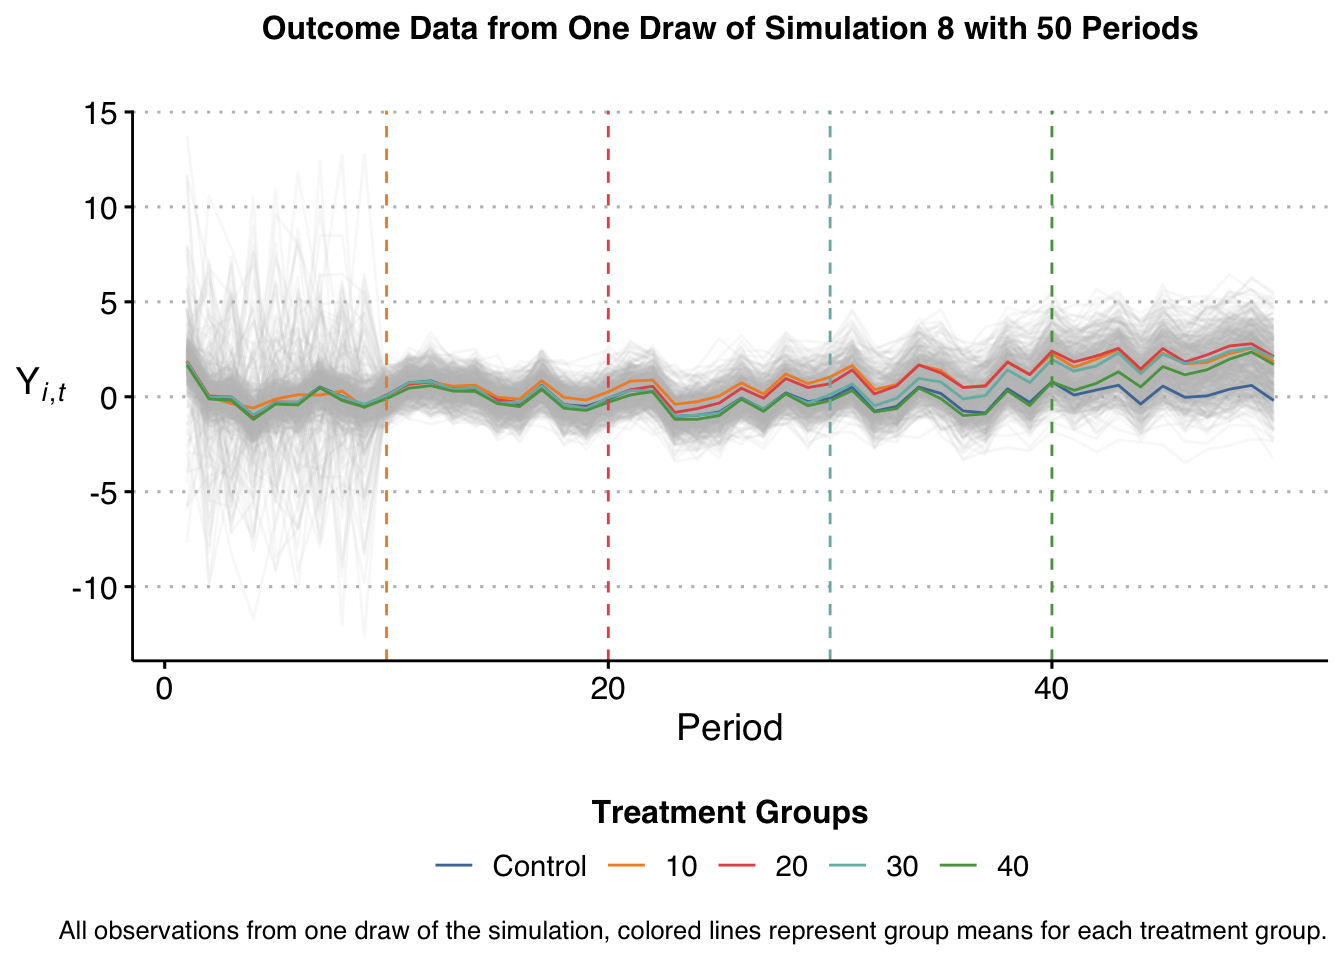 Outcome Data from One Draw of Simulation 8 with 50 Periods
15
10
5
0
-5
-10
Y i,t
0 20 40
Period
Treatment Groups
Control 10 20 30 40
All observations from one draw of the simulation, colored lines represent group means for each treatment group.